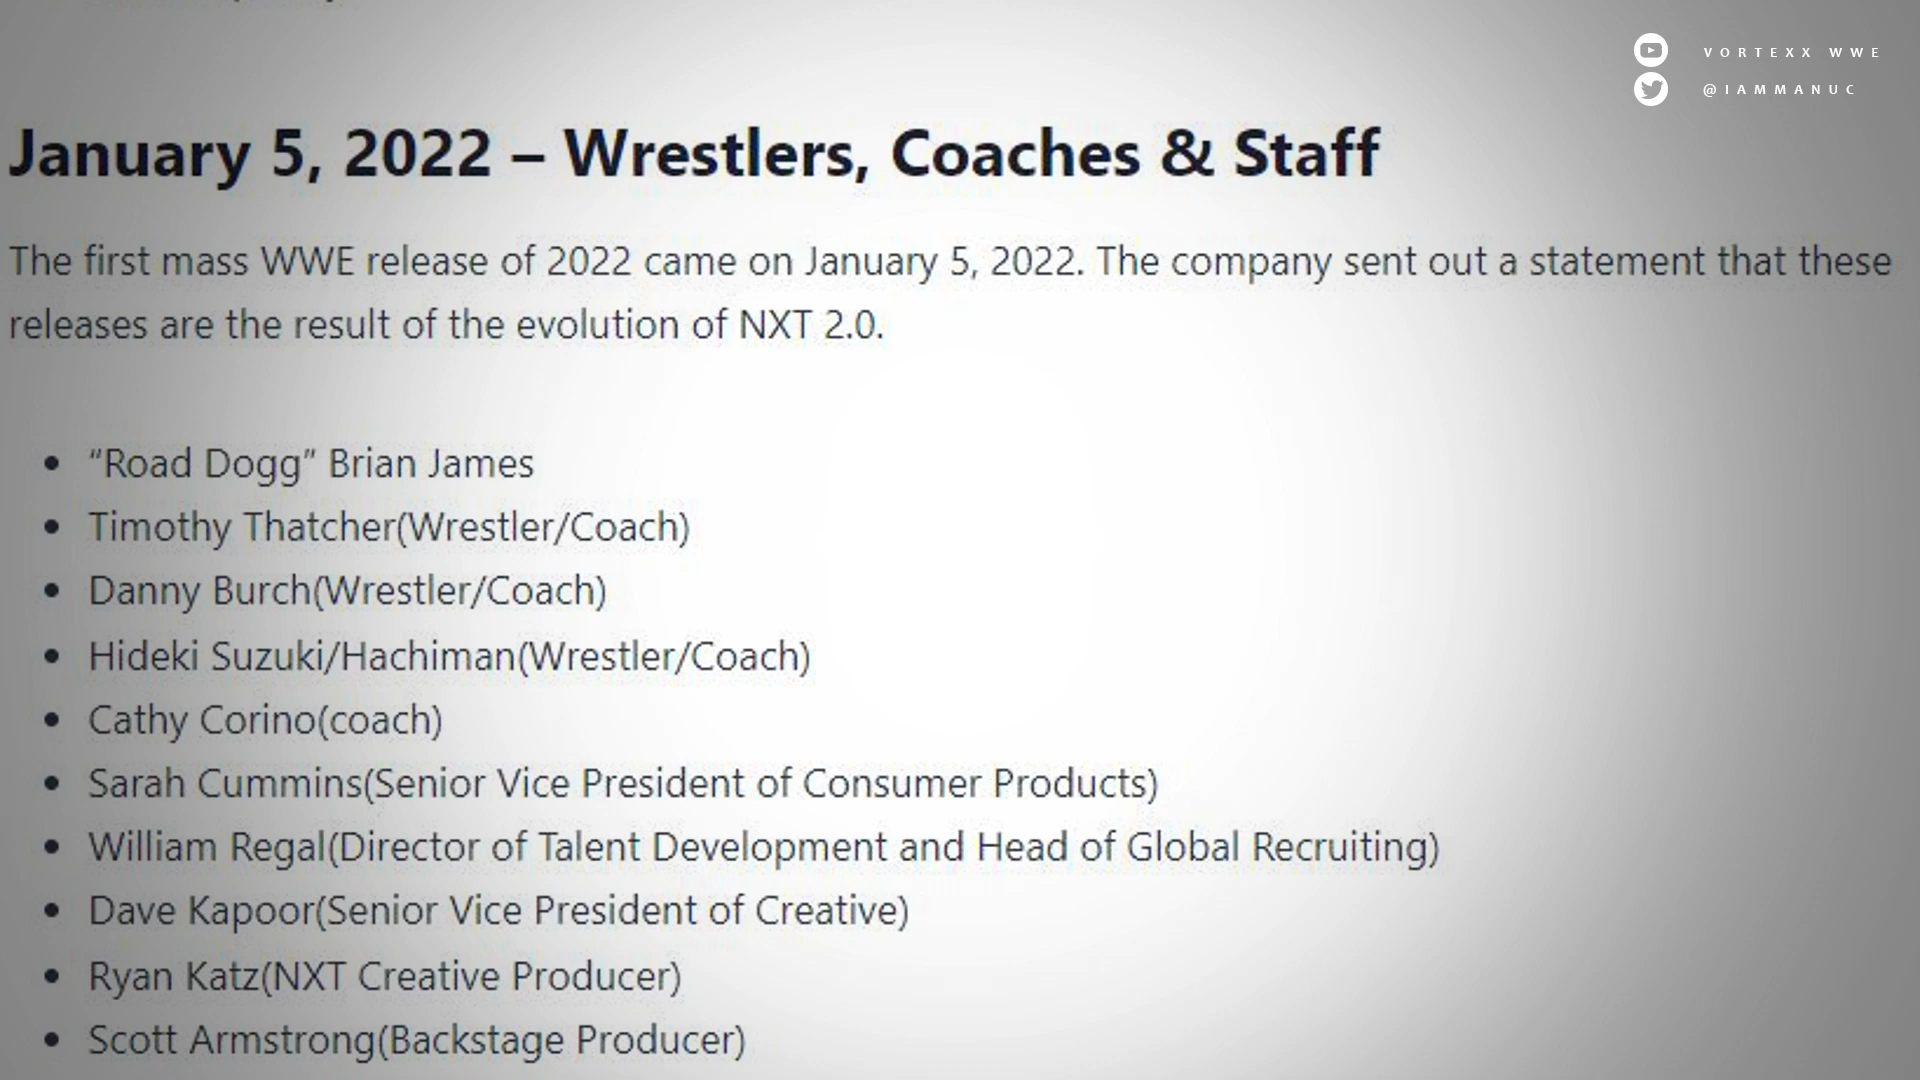 VORTEXX WWE
@IAMMANUC
January 5, 2022 – Wrestlers, Coaches & Staff
The first mass WWE release of 2022 came on January 5, 2022. The company sent out a statement that these
releases are the result of the evolution of NXT 2.0.
• “Road Dogg” Brian James
• Timothy Thatcher(Wrestler/Coach)
• Danny Burch(Wrestler/Coach)
• Hideki Suzuki/Hachiman(Wrestler/Coach)
• Cathy Corino(coach)
• Sarah Cummins(Senior Vice President of Consumer Products)
• William Regal(Director of Talent Development and Head of Global Recruiting)
• Dave Kapoor(Senior Vice President of Creative)
• Ryan Katz(NXT Creative Producer)
• Scott Armstrong(Backstage Producer)